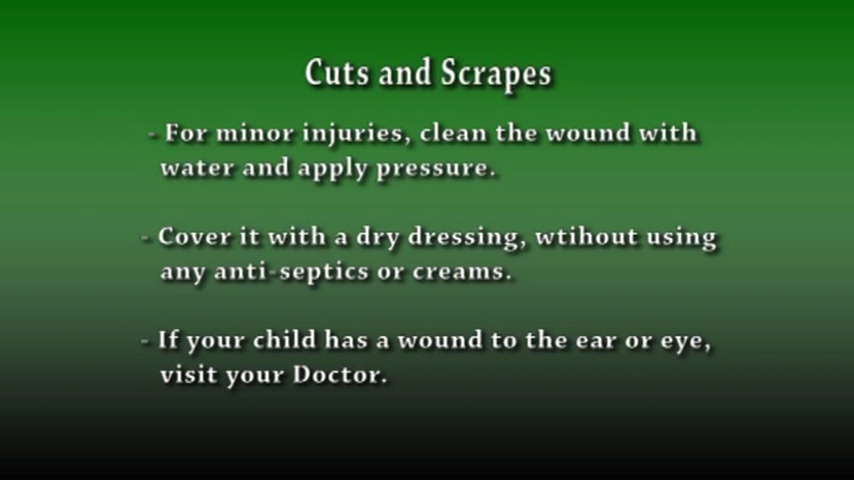 Cuts and Scrapes
- For minor injuries, clean the wound with
water and apply pressure.
- Cover it with a dry dressing, wtihout using
any anti-septics or creams.
- If your child has a wound to the ear or eye,
visit your Doctor.